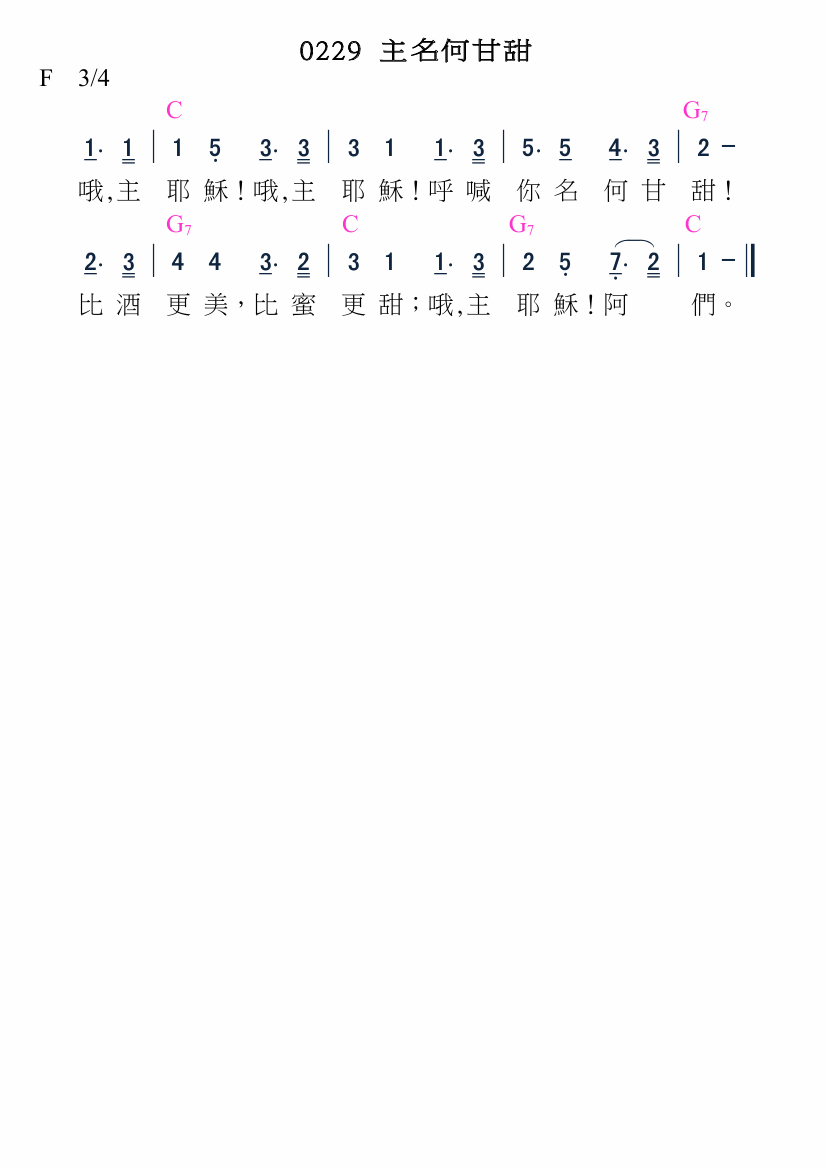 0229 主名何甘甜
F 3/4
C G7
1· 1 | 1 5 3· 3 | 3 1 1· 3 | 5· 5 4· 3 | 2 –
哦,主 耶穌!哦,主 耶穌!呼喊 你名何甘 甜!
G7 C G7 C
2· 3 | 4 4 3· 2 | 3 1 1· 3 | 2 5 7· 2 | 1 – ‖
比酒 更美,比蜜 更甜;哦,主 耶穌!阿 們。